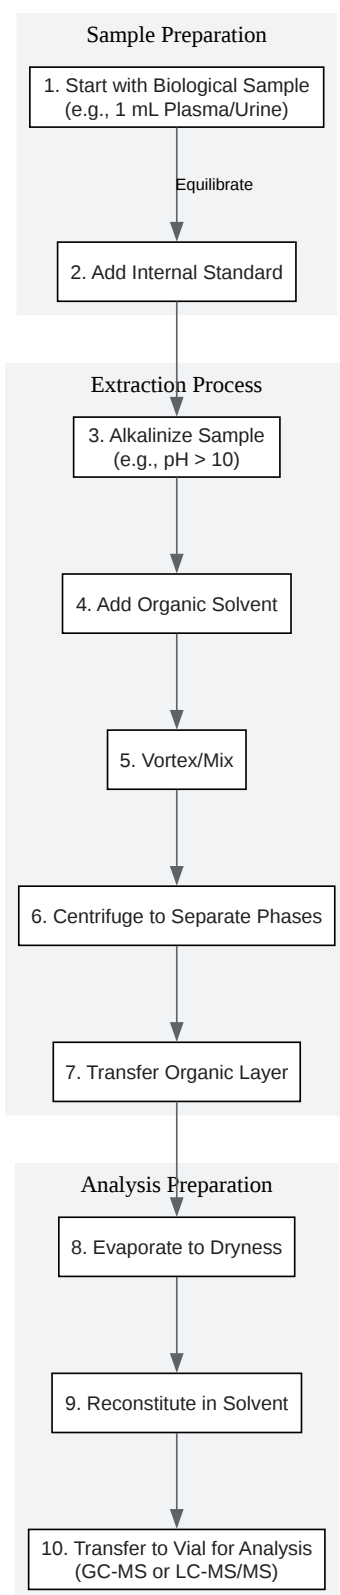 Sample Preparation
1. Start with Biological Sample
(e.g., 1 mL Plasma/Urine)
Equilibrate
2. Add Internal Standard
Extraction Process
3. Alkalinize Sample
(e.g., pH > 10)
4. Add Organic Solvent
5. Vortex/Mix
6. Centrifuge to Separate Phases
7. Transfer Organic Layer
Analysis Preparation
8. Evaporate to Dryness
9. Reconstitute in Solvent
10. Transfer to Vial for Analysis
(GC-MS or LC-MS/MS)